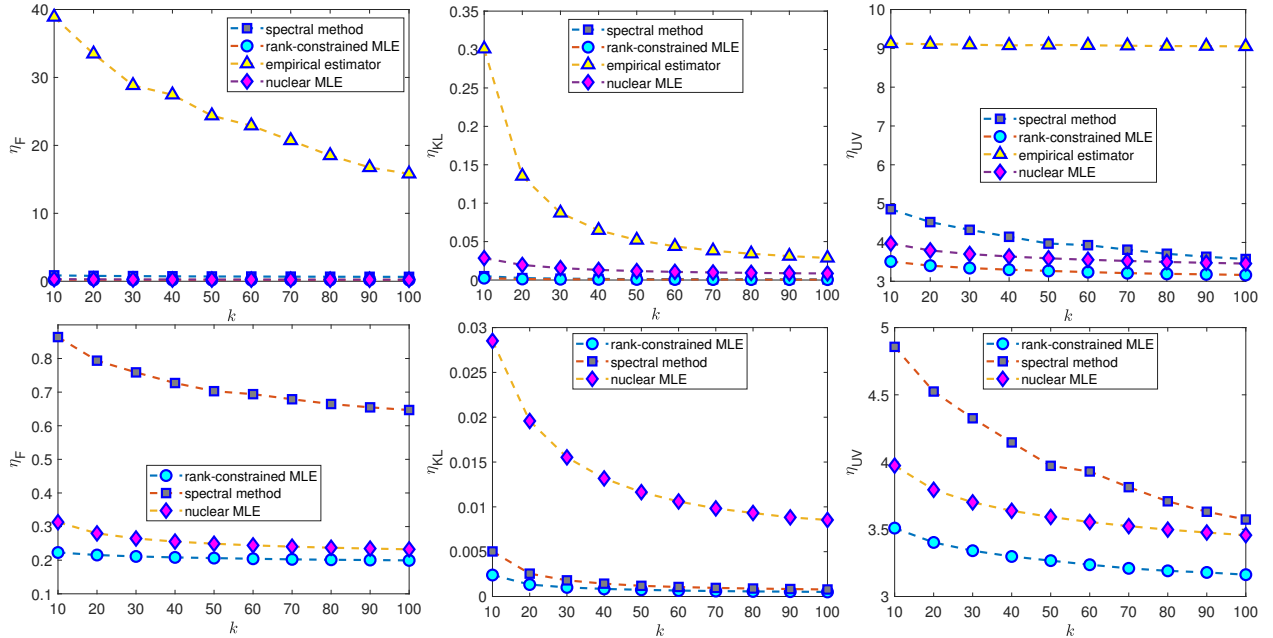 40
30
20
10
0
10 20 30 40 50 60 70 80 90 100
η_F
k
spectral method
rank-constrained MLE
empirical estimator
nuclear MLE
0.35
0.3
0.25
0.2
0.15
0.1
0.05
0
10 20 30 40 50 60 70 80 90 100
η_KL
k
spectral method
rank-constrained MLE
empirical estimator
nuclear MLE
10
9
8
7
6
5
4
3
10 20 30 40 50 60 70 80 90 100
η_UV
k
spectral method
rank-constrained MLE
empirical estimator
nuclear MLE
0.9
0.8
0.7
0.6
0.5
0.4
0.3
0.2
0.1
10 20 30 40 50 60 70 80 90 100
η_F
k
rank-constrained MLE
spectral method
nuclear MLE
0.03
0.025
0.02
0.015
0.01
0.005
0
10 20 30 40 50 60 70 80 90 100
η_KL
k
rank-constrained MLE
spectral method
nuclear MLE
5
4.5
4
3.5
3
10 20 30 40 50 60 70 80 90 100
η_UV
k
rank-constrained MLE
spectral method
nuclear MLE